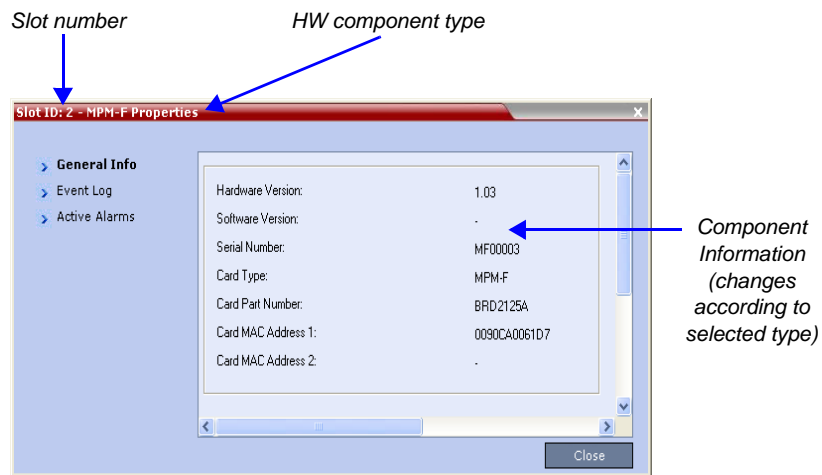 Slot number
HW component type
Slot ID: 2 - MPM-F Properties
x
General Info
Event Log
Active Alarms
Hardware Version: 1.03
Software Version: -
Serial Number: MF00003
Card Type: MPM-F
Card Part Number: BRD2125A
Card MAC Address 1: 0090CA0061D7
Card MAC Address 2: -
Component
Information
(changes
according to
selected type)
Close